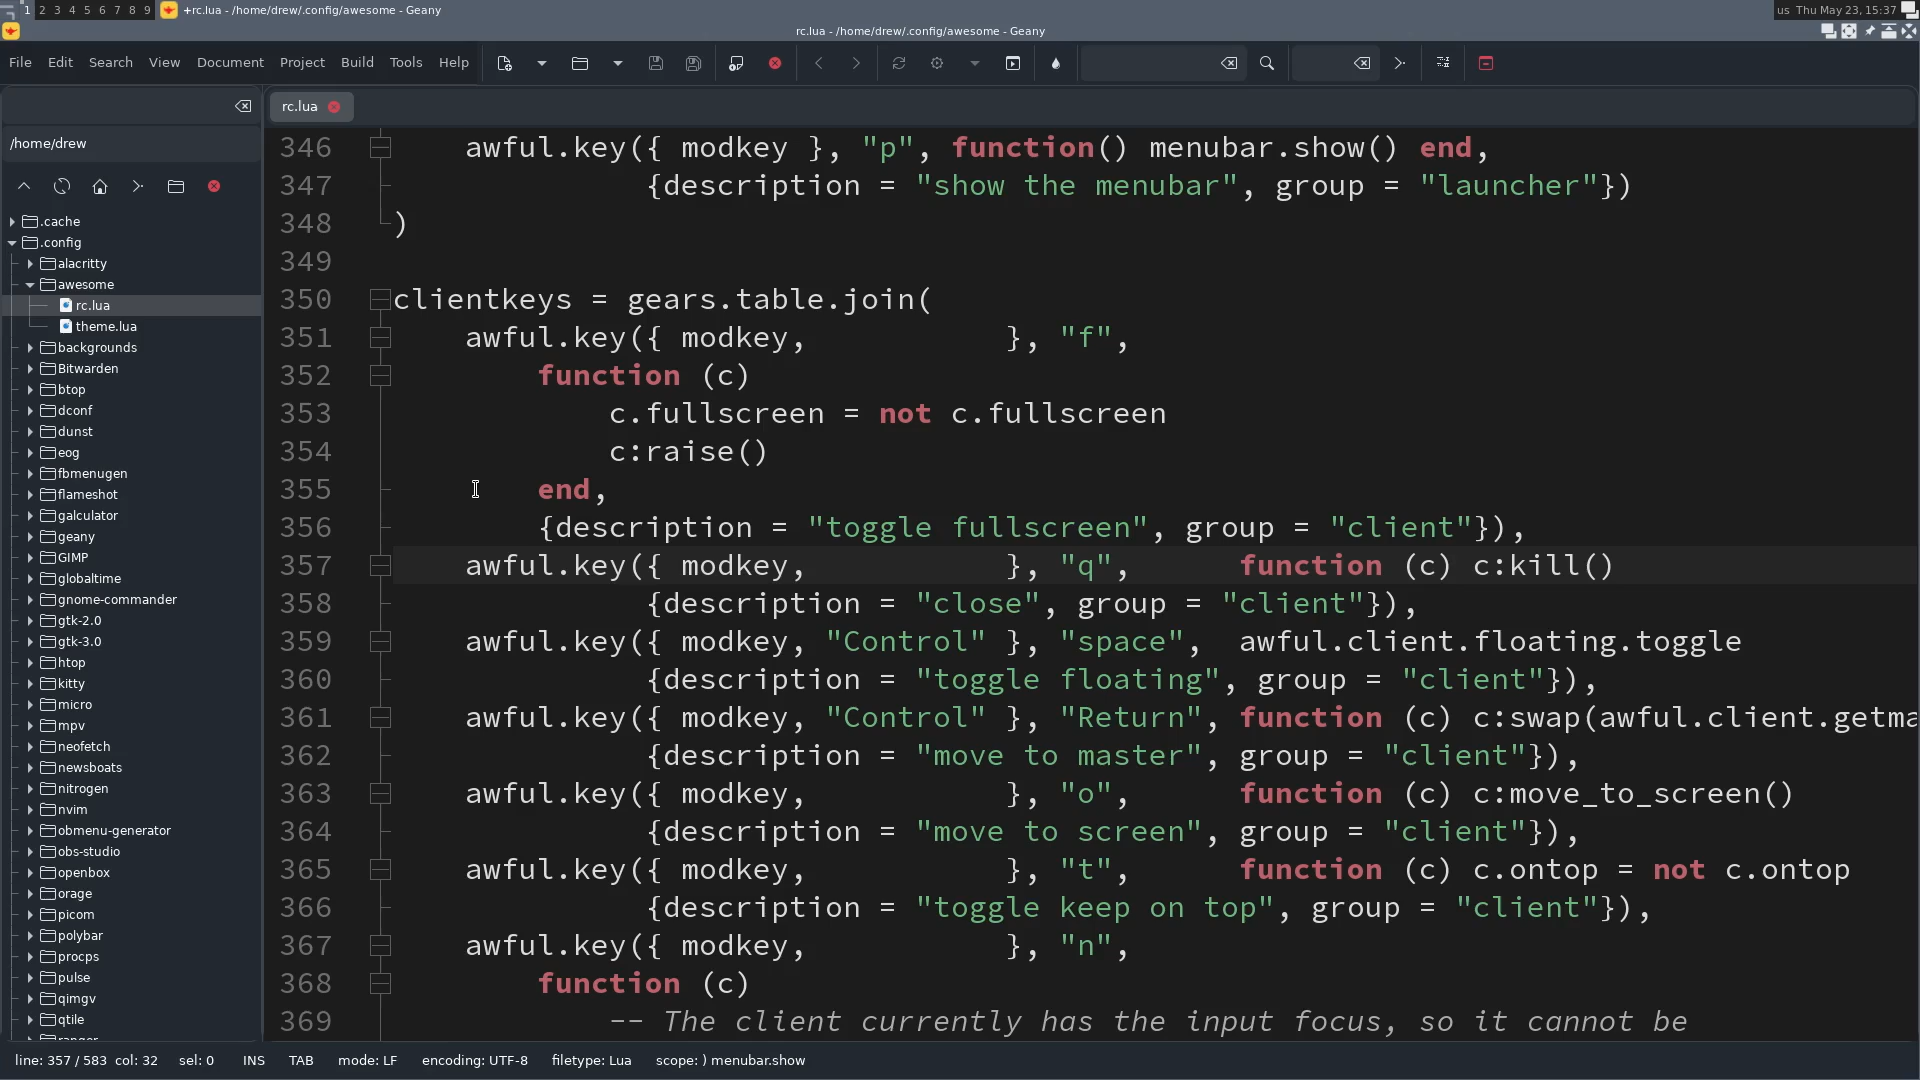 1 2 3 4 5 6 7 8 9 +rc.lua - /home/drew/.config/awesome - Geany
us Thu May 23, 15:37
rc.lua - /home/drew/.config/awesome - Geany
File Edit Search View Document Project Build Tools Help
/home/drew
.cache
.config
alacritty
awesome
rc.lua
theme.lua
backgrounds
Bitwarden
btop
dconf
dunst
eog
fbmenugen
flameshot
galculator
geany
GIMP
globaltime
gnome-commander
gtk-2.0
gtk-3.0
htop
kitty
micro
mpv
neofetch
newsboats
nitrogen
nvim
obmenu-generator
obs-studio
openbox
orage
picom
polybar
procps
pulse
qimgv
qtile
rc.lua
346 awful.key({ modkey }, "p", function() menubar.show() end,
347 {description = "show the menubar", group = "launcher"})
348 )
349
350 clientkeys = gears.table.join(
351 awful.key({ modkey, }, "f",
352 function (c)
353 c.fullscreen = not c.fullscreen
354 c:raise()
355 end,
356 {description = "toggle fullscreen", group = "client"}),
357 awful.key({ modkey, }, "q", function (c) c:kill()
358 {description = "close", group = "client"}),
359 awful.key({ modkey, "Control" }, "space", awful.client.floating.toggle
360 {description = "toggle floating", group = "client"}),
361 awful.key({ modkey, "Control" }, "Return", function (c) c:swap(awful.client.getma
362 {description = "move to master", group = "client"}),
363 awful.key({ modkey, }, "o", function (c) c:move_to_screen()
364 {description = "move to screen", group = "client"}),
365 awful.key({ modkey, }, "t", function (c) c.ontop = not c.ontop
366 {description = "toggle keep on top", group = "client"}),
367 awful.key({ modkey, }, "n",
368 function (c)
369 -- The client currently has the input focus, so it cannot be
line: 357 / 583 col: 32 sel: 0 INS TAB mode: LF encoding: UTF-8 filetype: Lua scope: ) menubar.show